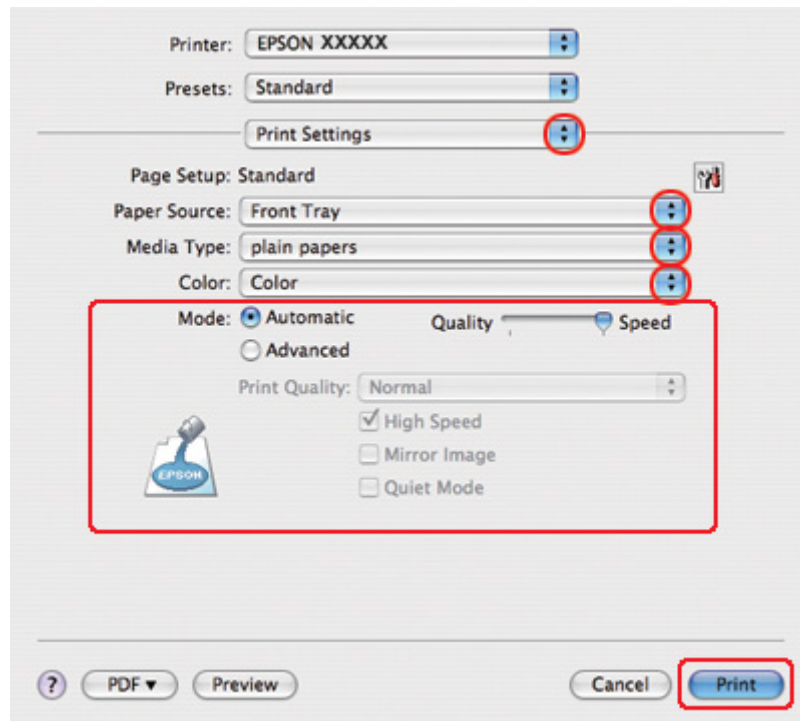 Printer: EPSON XXXXX
Presets: Standard
Print Settings
Page Setup: Standard
Paper Source: Front Tray
Media Type: plain papers
Color: Color
Mode: Automatic Quality Speed
Advanced
Print Quality: Normal
High Speed
Mirror Image
Quiet Mode
EPSON
? PDF Preview Cancel Print